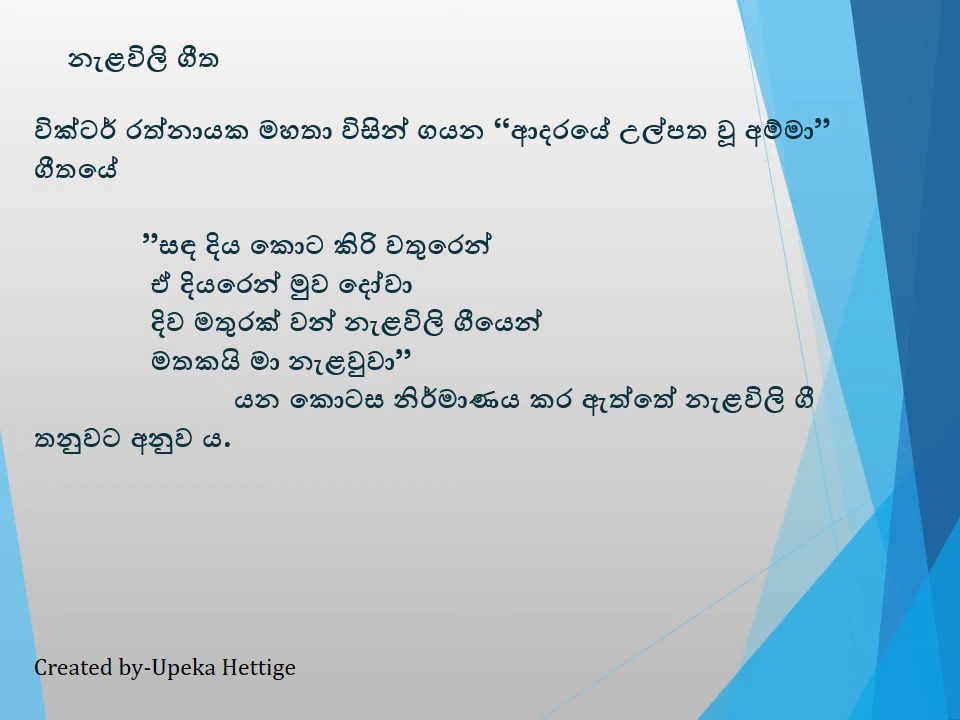 නැළවිලි ගීත
වික්ටර් රත්නායක මහතා විසින් ගයන “ආදරයේ උල්පත වූ අම්මා”
ගීතයේ
”සඳ දිය කොට කිරි වතුරෙන්
ඒ දියරෙන් මුව දෝවා
දිව මතුරක් වන් නැළවිලි ගීයෙන්
මතකයි මා නැළවුවා”
යන කොටස නිර්මාණය කර ඇත්තේ නැළවිලි ගී
තනුවට අනුව ය.
Created by-Upeka Hettige